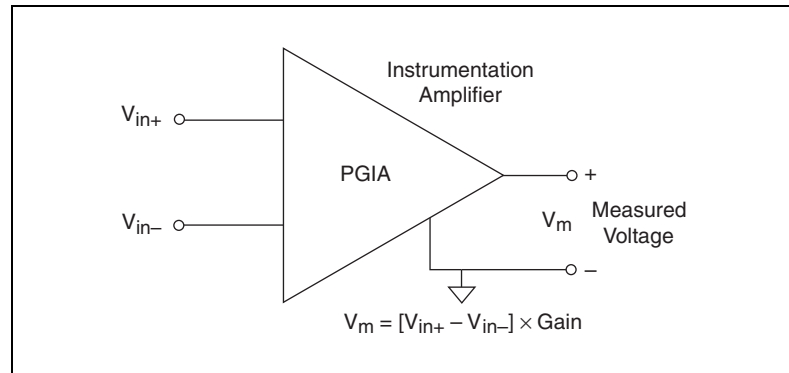 Instrumentation
Amplifier
V_in+
PGIA
+
V_in–
V_m
Measured
Voltage
–
V_m = [V_in+ – V_in–] × Gain